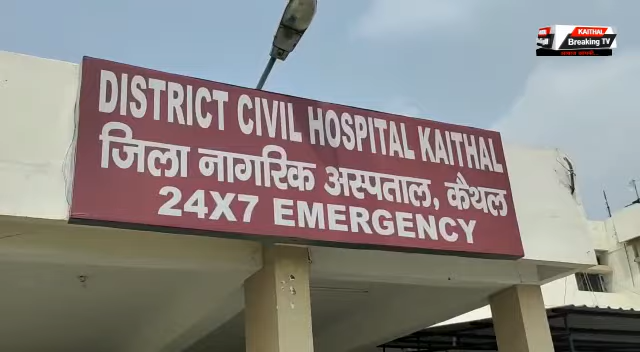 DISTRICT CIVIL HOSPITAL KAITHAL
जिला नागरिक अस्पताल, कैथल
24X7 EMERGENCY
KAITHAL
Breaking TV